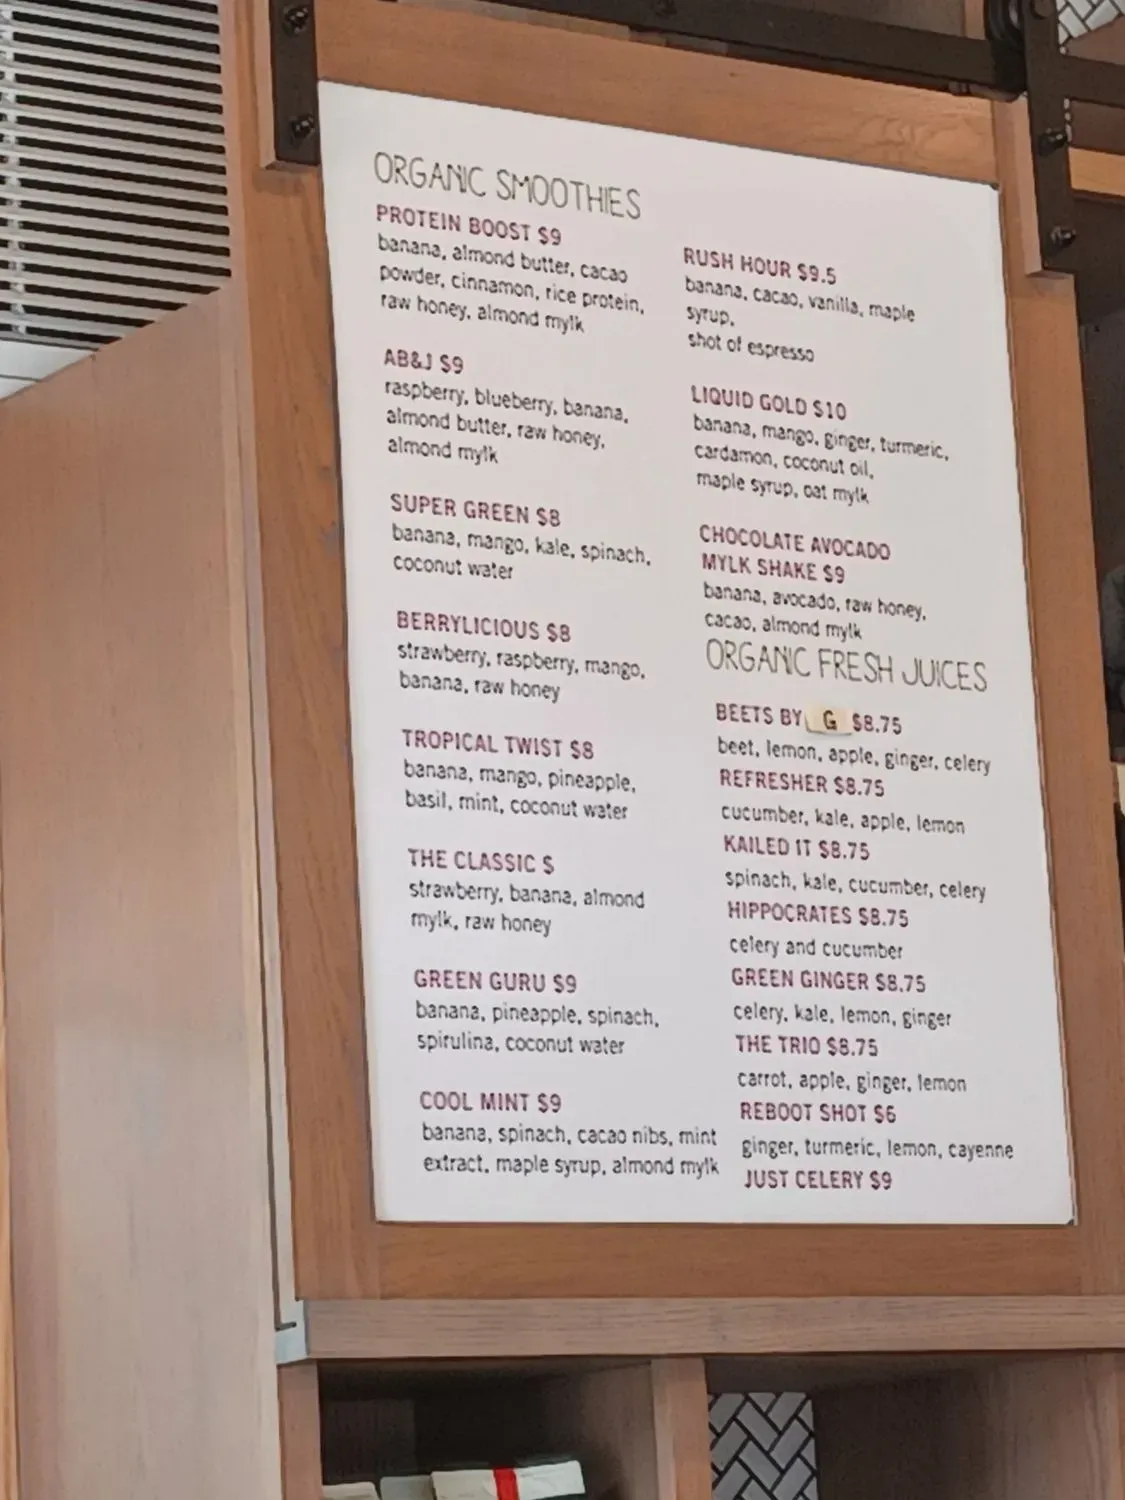 ORGANIC SMOOTHIES
PROTEIN BOOST $9
banana, almond butter, cacao
powder, cinnamon, rice protein,
raw honey, almond mylk
AB&J $9
raspberry, blueberry, banana,
almond butter, raw honey,
almond mylk
SUPER GREEN $8
banana, mango, kale, spinach,
coconut water
BERRYLICIOUS $8
strawberry, raspberry, mango,
banana, raw honey
TROPICAL TWIST $8
banana, mango, pineapple,
basil, mint, coconut water
THE CLASSIC $
strawberry, banana, almond
mylk, raw honey
GREEN GURU $9
banana, pineapple, spinach,
spirulina, coconut water
COOL MINT $9
banana, spinach, cacao nibs, mint
extract, maple syrup, almond mylk
RUSH HOUR $9.5
banana, cacao, vanilla, maple
syrup,
shot of espresso
LIQUID GOLD $10
banana, mango, ginger, turmeric,
cardamon, coconut oil,
maple syrup, oat mylk
CHOCOLATE AVOCADO
MYLK SHAKE $9
banana, avocado, raw honey,
cacao, almond mylk
ORGANIC FRESH JUICES
BEETS BY G $8.75
beet, lemon, apple, ginger, celery
REFRESHER $8.75
cucumber, kale, apple, lemon
KAILED IT $8.75
spinach, kale, cucumber, celery
HIPPOCRATES $8.75
celery and cucumber
GREEN GINGER $8.75
celery, kale, lemon, ginger
THE TRIO $8.75
carrot, apple, ginger, lemon
REBOOT SHOT $6
ginger, turmeric, lemon, cayenne
JUST CELERY $9